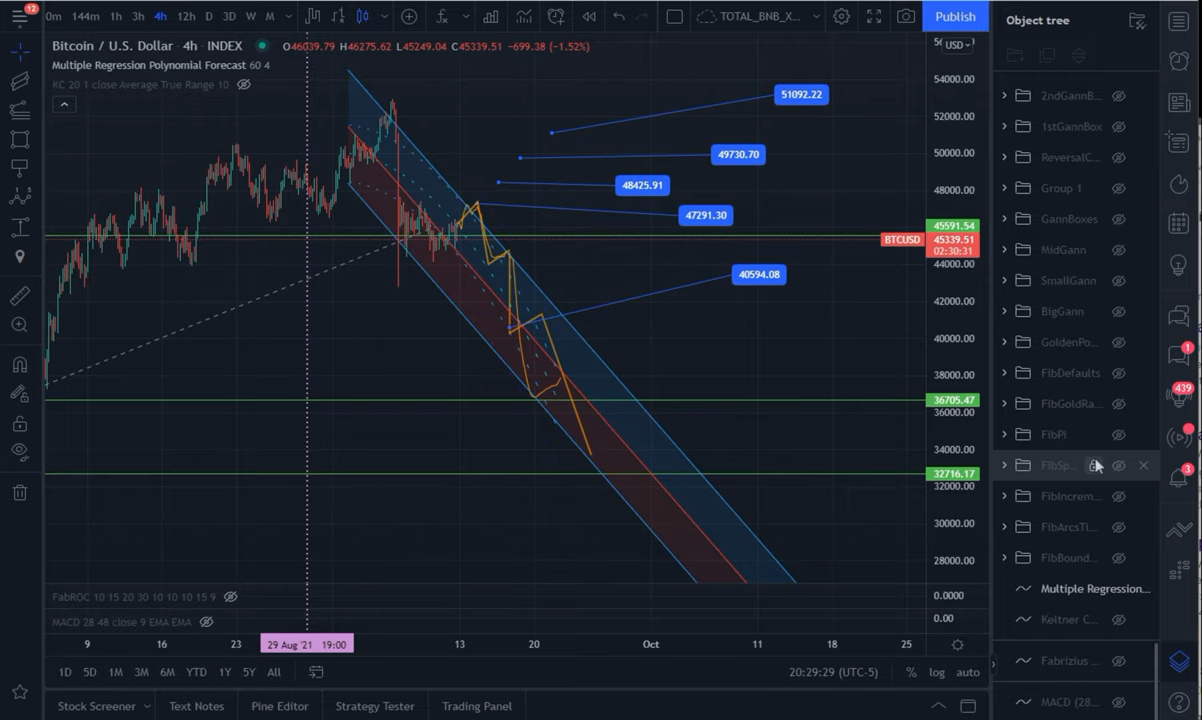 12
0m 144m 1h 3h 4h 12h D 3D W M TOTAL_BNB_X... Publish Object tree
Bitcoin / U.S. Dollar · 4h · INDEX O46039.79 H46275.62 L45249.04 C45339.51 −699.38 (−1.52%) USD
Multiple Regression Polynomial Forecast 60 4
KC 20 1 close Average True Range 10
54000.00
52000.00
50000.00
48000.00
45591.54
BTCUSD 45339.51
02:30:31
44000.00
42000.00
40000.00
38000.00
36705.47
36000.00
34000.00
32716.17
32000.00
30000.00
28000.00
51092.22
49730.70
48425.91
47291.30
40594.08
2ndGannB...
1stGannBox
ReversalC...
Group 1
GannBoxes
MidGann
SmallGann
BigGann
GoldenPo...
FibDefaults
FibGoldRa...
FibPI
FibSp...
FibIncrem...
FibArcsTi...
FibBound...
Multiple Regression...
Keltner C...
Fabrizius ...
MACD (28...
1
439
3
FabROC 10 15 20 30 10 10 10 15 9
0.0000
MACD 28 48 close 9 EMA EMA
0.00
9 16 23 29 Aug '21 19:00 13 20 Oct 11 18 25
1D 5D 1M 3M 6M YTD 1Y 5Y All 20:29:29 (UTC-5) % log auto
Stock Screener Text Notes Pine Editor Strategy Tester Trading Panel